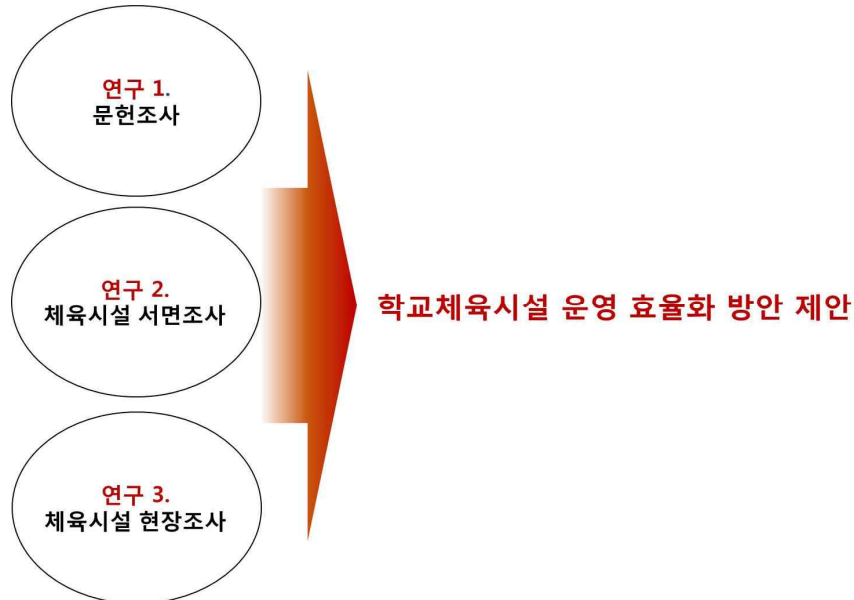 연구 1.
문헌조사
연구 2.
체육시설 서면조사
연구 3.
체육시설 현장조사
학교체육시설 운영 효율화 방안 제안